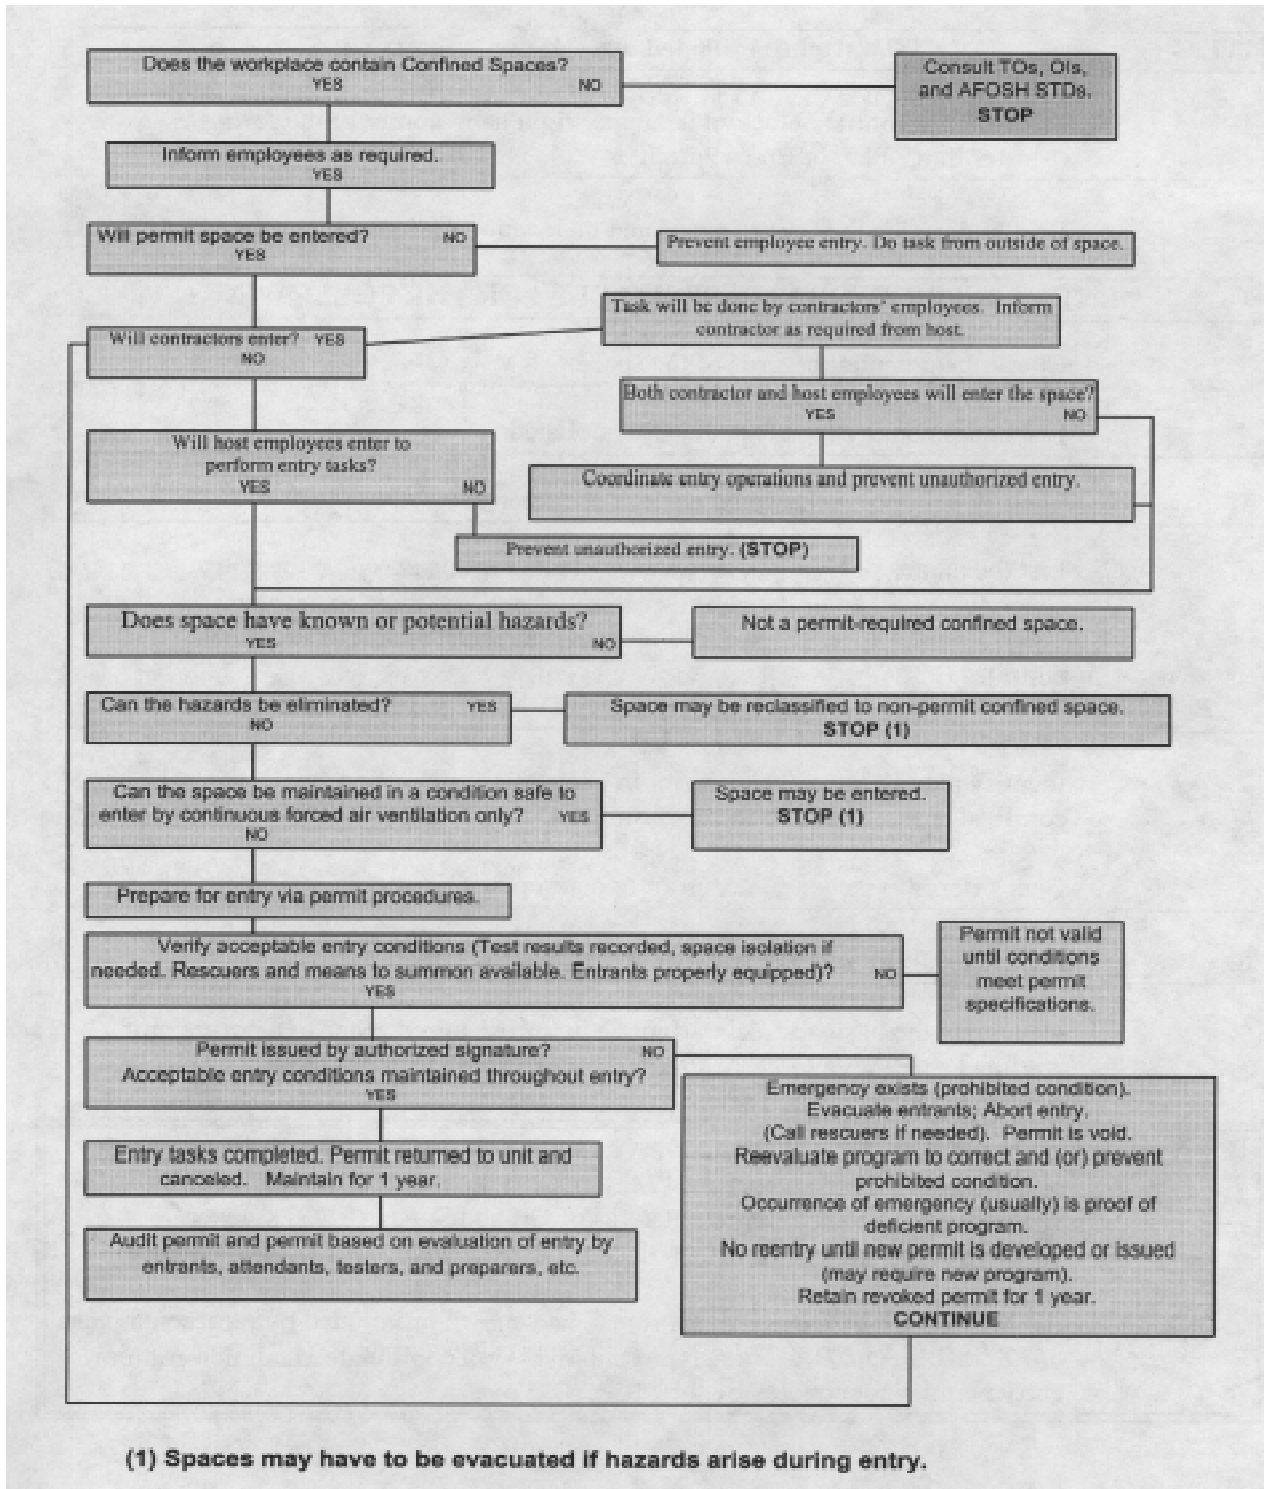 Does the workplace contain Confined Spaces?
YES NO
Consult TOs, OIs,
and AFOSH STDs.
STOP
Inform employees as required.
YES
Will permit space be entered? NO
YES
Prevent employee entry. Do task from outside of space.
Will contractors enter? YES
NO
Task will be done by contractors' employees. Inform
contractor as required from host.
Both contractor and host employees will enter the space?
YES NO
Will host employees enter to
perform entry tasks?
YES NO
Coordinate entry operations and prevent unauthorized entry.
Prevent unauthorized entry. (STOP)
Does space have known or potential hazards?
YES NO
Not a permit-required confined space.
Can the hazards be eliminated? YES
NO
Space may be reclassified to non-permit confined space.
STOP (1)
Can the space be maintained in a condition safe to
enter by continuous forced air ventilation only? YES
NO
Space may be entered.
STOP (1)
Prepare for entry via permit procedures.
Verify acceptable entry conditions (Test results recorded, space isolation if
needed. Rescuers and means to summon available. Entrants properly equipped)? NO
YES
Permit not valid
until conditions
meet permit
specifications.
Permit issued by authorized signature? NO
Acceptable entry conditions maintained throughout entry?
YES
Emergency exists (prohibited condition).
Evacuate entrants; Abort entry.
(Call rescuers if needed). Permit is void.
Reevaluate program to correct and (or) prevent
prohibited condition.
Occurrence of emergency (usually) is proof of
deficient program.
No reentry until new permit is developed or issued
(may require new program).
Retain revoked permit for 1 year.
CONTINUE
Entry tasks completed. Permit returned to unit and
canceled. Maintain for 1 year.
Audit permit and permit based on evaluation of entry by
entrants, attendants, testers, and preparers, etc.
(1) Spaces may have to be evacuated if hazards arise during entry.